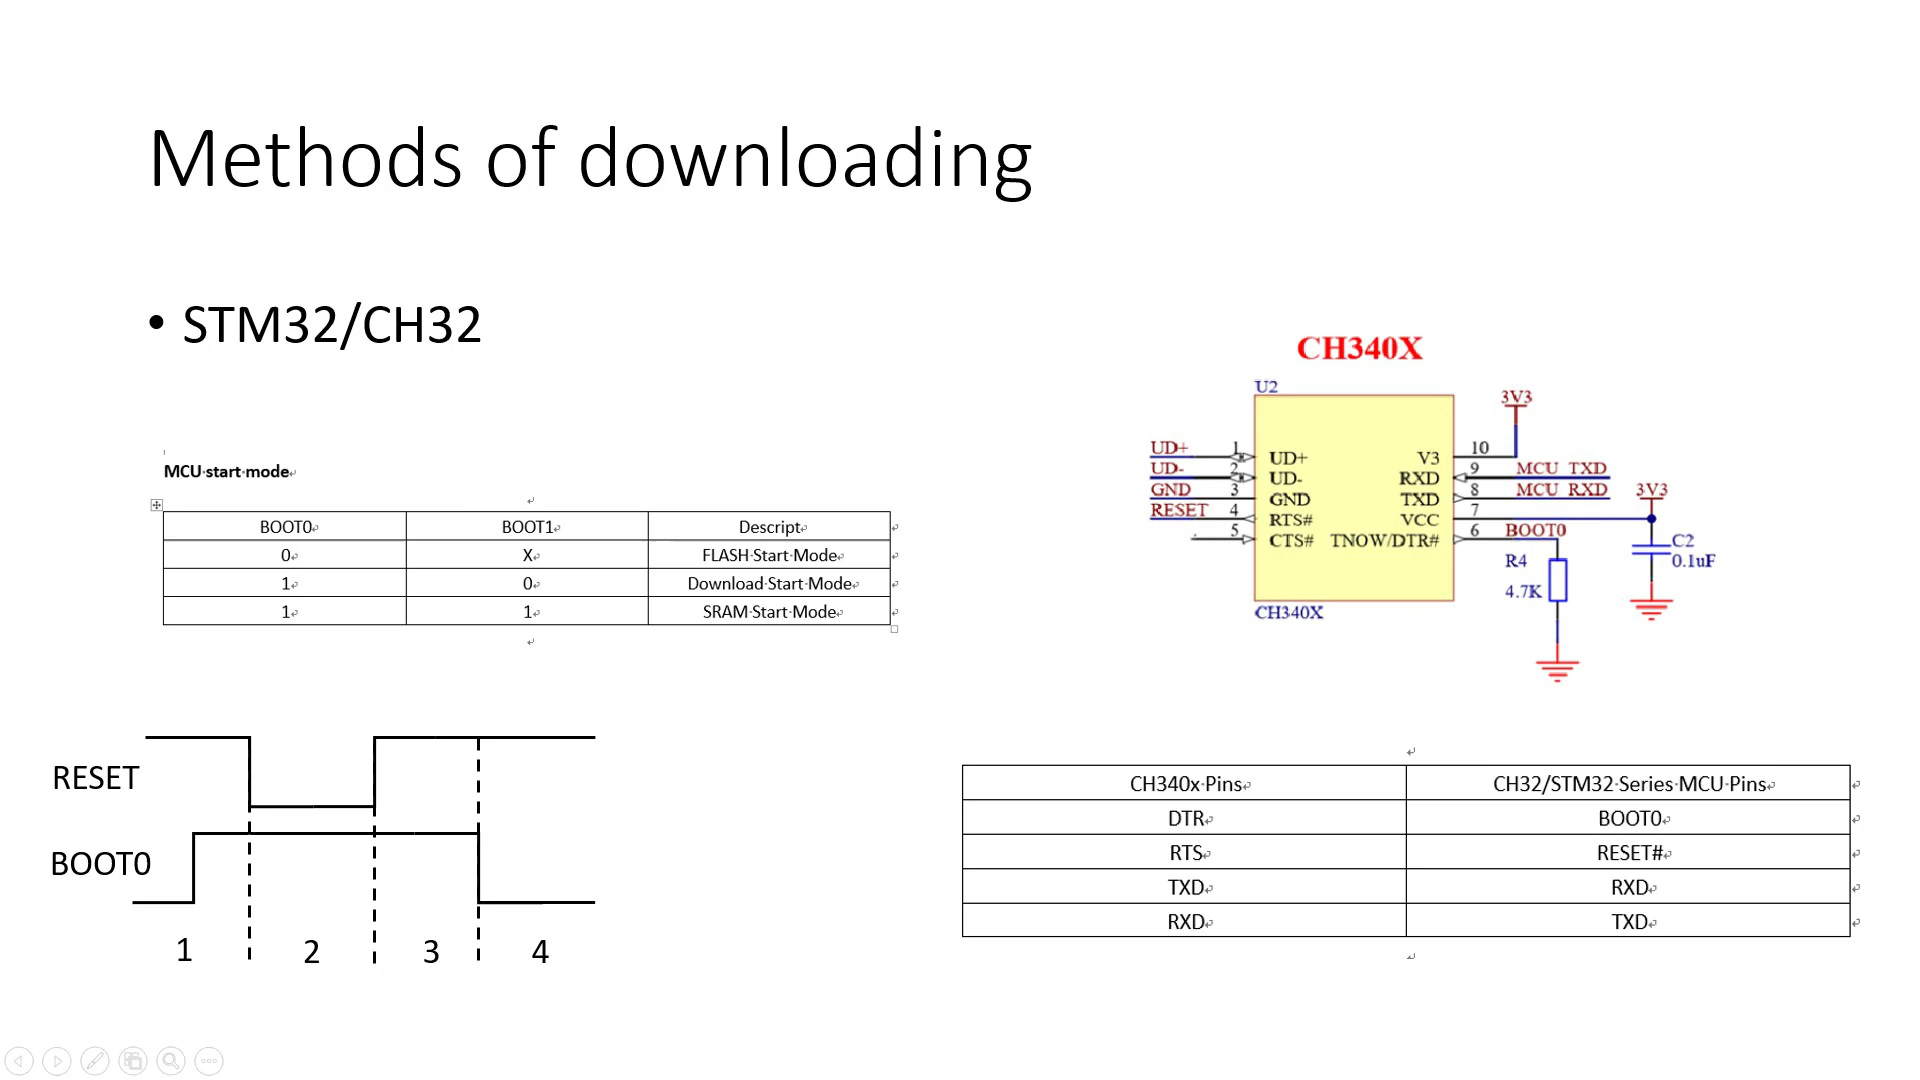 Methods of downloading
• STM32/CH32
MCU start mode
BOOT0 BOOT1 Descript
0 X FLASH Start Mode
1 0 Download Start Mode
1 1 SRAM Start Mode
RESET
BOOT0
1 2 3 4
CH340X
U2
3V3
UD+ 1 UD+ V3 10
UD- 2 UD- RXD 9 MCU_TXD
GND 3 GND TXD 8 MCU_RXD 3V3
RESET 4 RTS# VCC 7
5 CTS# TNOW/DTR# 6 BOOT0
C2
0.1uF
R4
4.7K
CH340X
CH340x Pins CH32/STM32 Series MCU Pins
DTR BOOT0
RTS RESET#
TXD RXD
RXD TXD